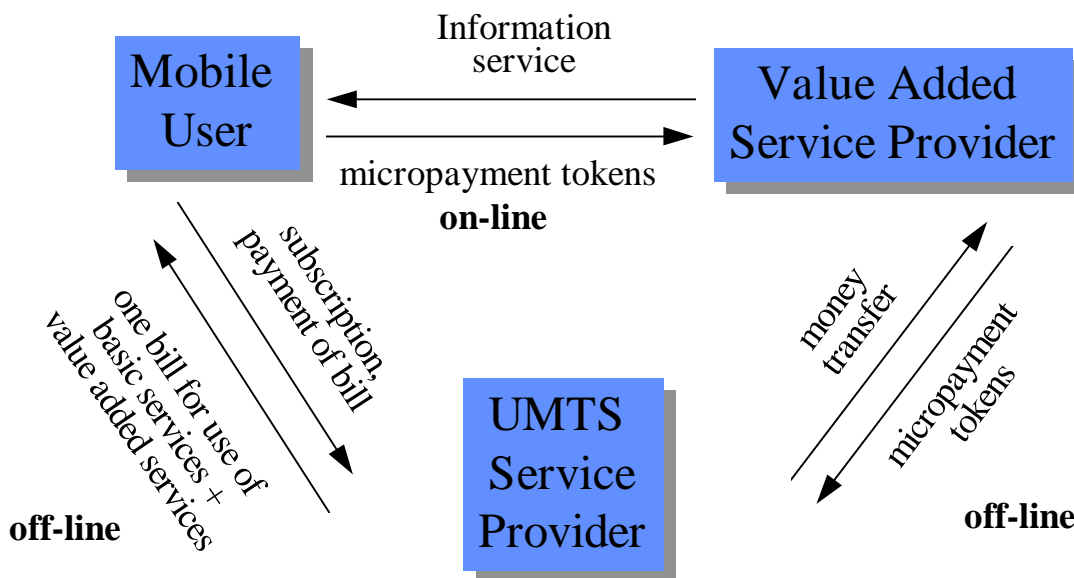 Information
service
Mobile
User
Value Added
Service Provider
micropayment tokens
on-line
subscription,
payment of bill
one bill for use of
basic services +
value added services
off-line
UMTS
Service
Provider
money
transfer
micropayment
tokens
off-line